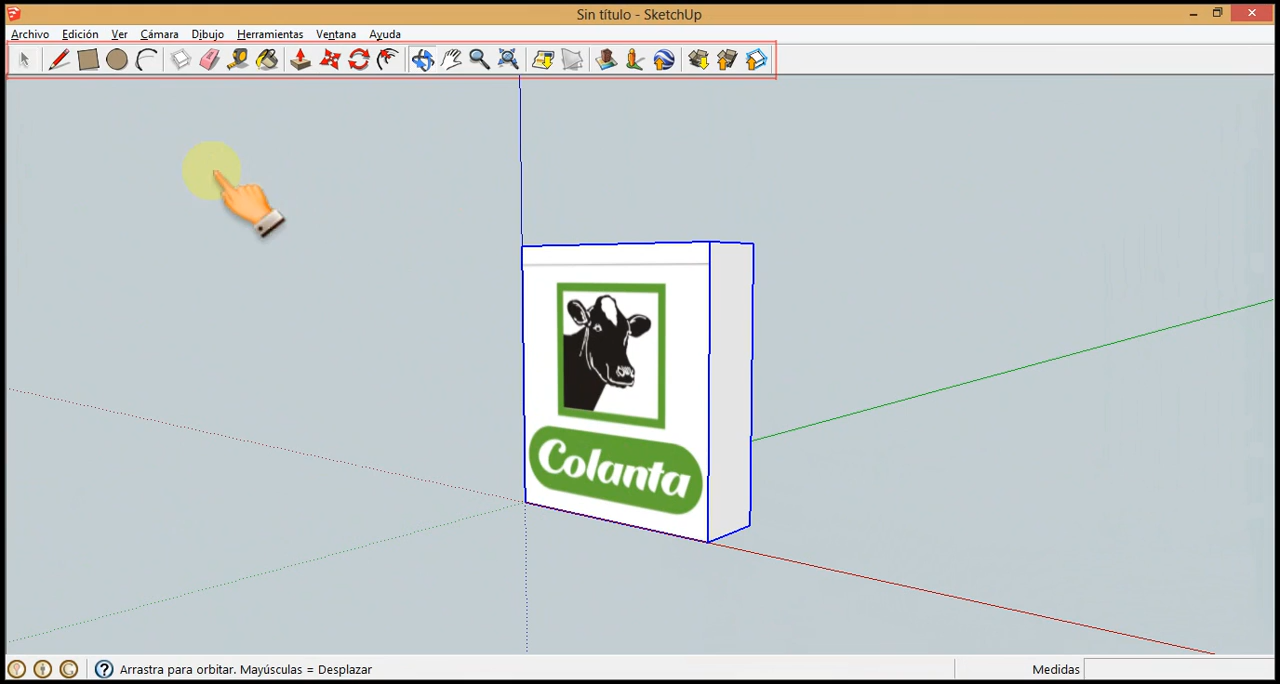 Sin título - SketchUp
Archivo Edición Ver Cámara Dibujo Herramientas Ventana Ayuda
Colanta
Arrastra para orbitar. Mayúsculas = Desplazar
Medidas